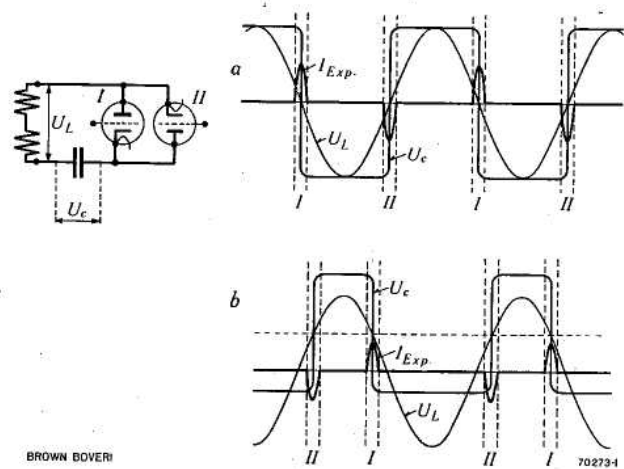 I
II
U_L
U_c
a
I_Exp.
U_L
U_c
I
II
I
II
b
U_c
I_Exp.
U_L
II
I
II
I
BROWN BOVERI
70273-I